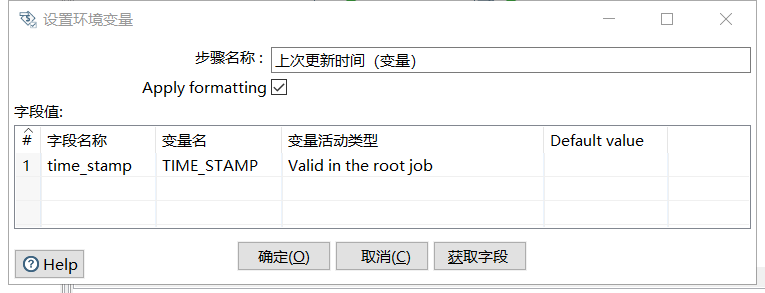 设置环境变量
步骤名称： 上次更新时间（变量）
Apply formatting
字段值:
# 字段名称 变量名 变量活动类型 Default value
1 time_stamp TIME_STAMP Valid in the root job
Help 确定(O) 取消(C) 获取字段